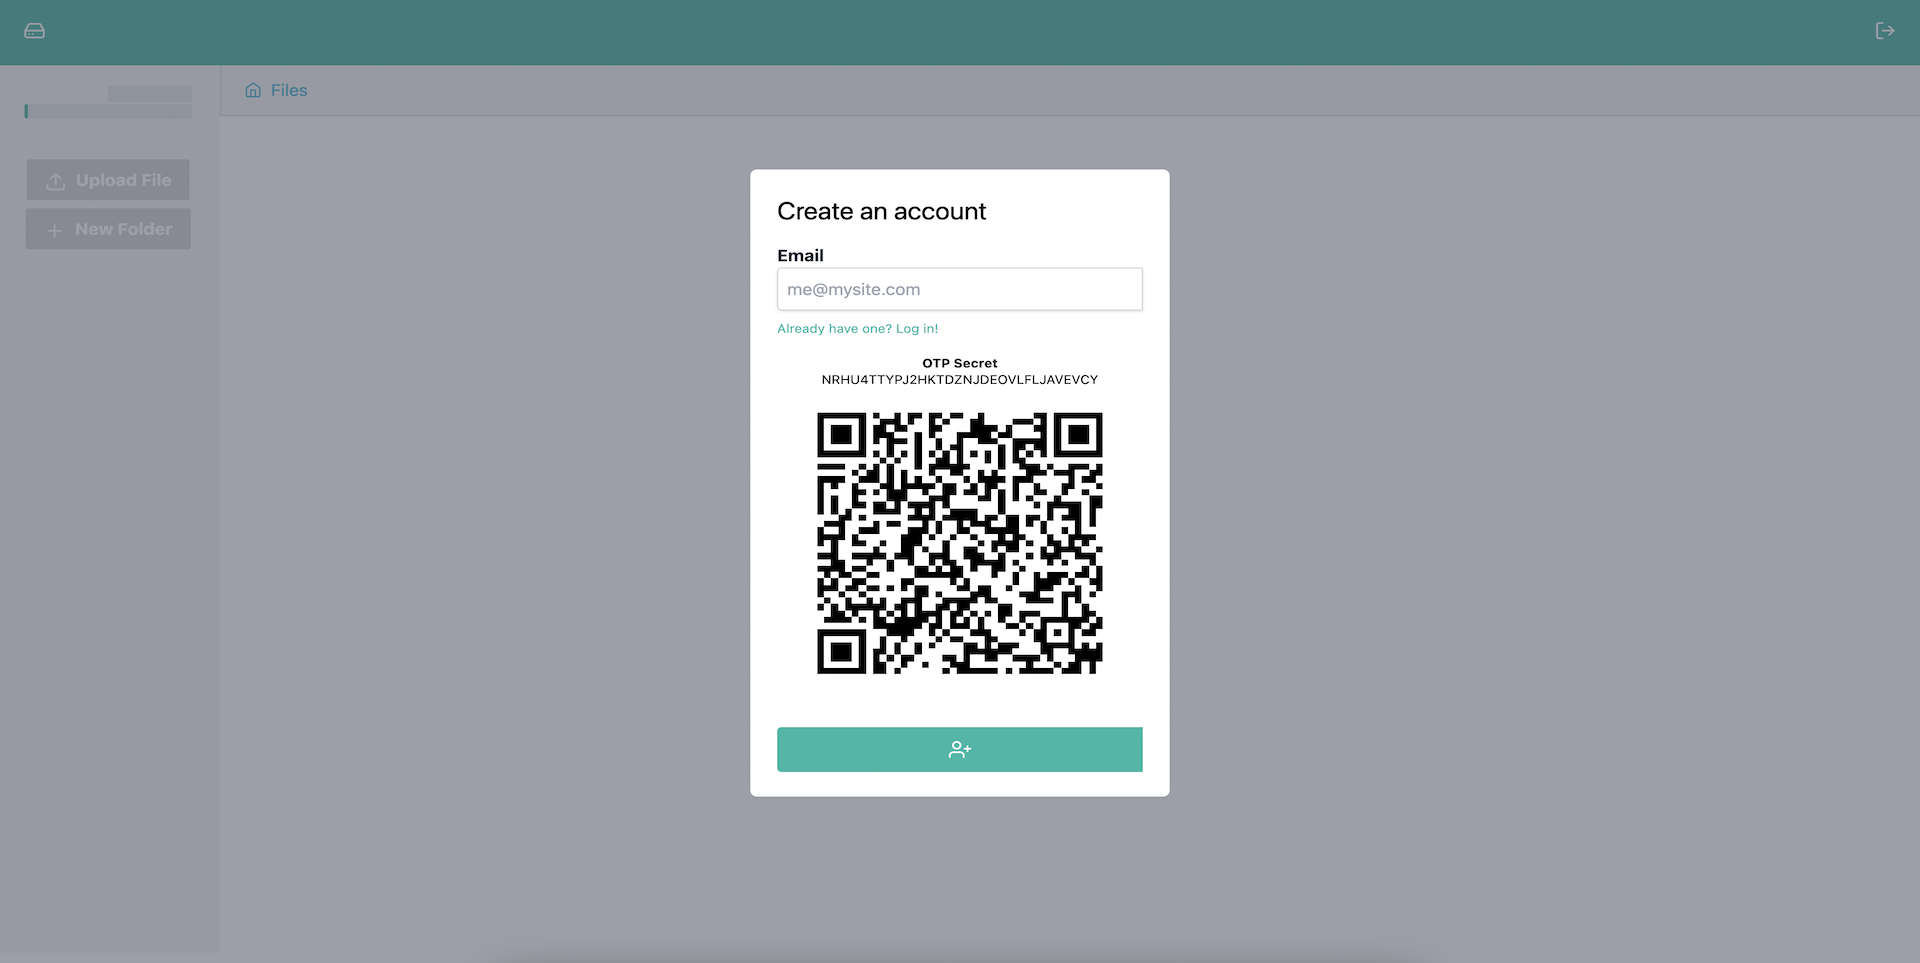 Files
Upload File
New Folder
Create an account
Email
me@mysite.com
Already have one? Log in!
OTP Secret
NRHU4TTYPJ2HKTDZNJDEOVLFLJAVEVCY